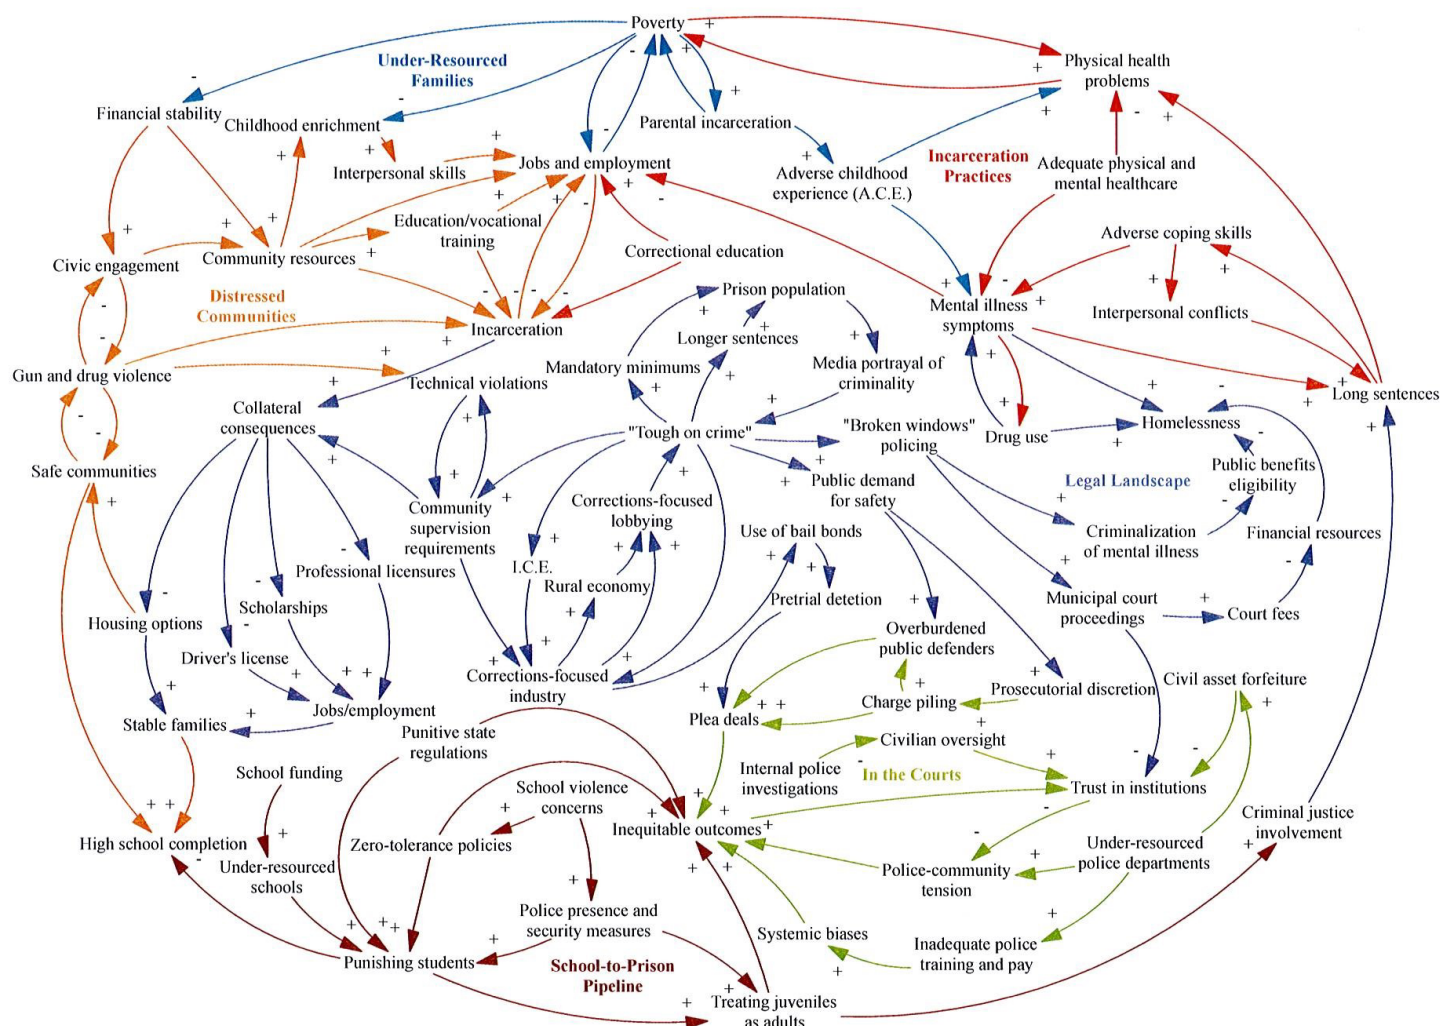 Poverty
Under-Resourced
Families
Physical health
problems
Financial stability
Childhood enrichment
Parental incarceration
Interpersonal skills
Jobs and employment
Adverse childhood
experience (A.C.E.)
Incarceration
Practices
Adequate physical and
mental healthcare
Education/vocational
training
Correctional education
Adverse coping skills
Civic engagement
Community resources
Distressed
Communities
Prison population
Mental illness
symptoms
Interpersonal conflicts
Incarceration
Longer sentences
Mandatory minimums
Media portrayal of
criminality
Gun and drug violence
Technical violations
Long sentences
Collateral
consequences
"Tough on crime"
"Broken windows"
policing
Drug use
Homelessness
Safe communities
Public benefits
eligibility
Legal Landscape
Public demand
for safety
Corrections-focused
lobbying
Community
supervision
requirements
Use of bail bonds
Criminalization
of mental illness
Financial resources
I.C.E.
Professional licensures
Rural economy
Pretrial detetion
Scholarships
Municipal court
proceedings
Court fees
Housing options
Overburdened
public defenders
Driver's license
Corrections-focused
industry
Prosecutorial discretion
Civil asset forfeiture
Charge piling
Jobs/employment
Stable families
Punitive state
regulations
Plea deals
Civilian oversight
School funding
Internal police
investigations
In the Courts
School violence
concerns
Trust in institutions
Inequitable outcomes
Criminal justice
involvement
High school completion
Zero-tolerance policies
Under-resourced
schools
Under-resourced
police departments
Police-community
tension
Police presence and
security measures
Systemic biases
Inadequate police
training and pay
Punishing students
School-to-Prison
Pipeline
Treating juveniles
as adults